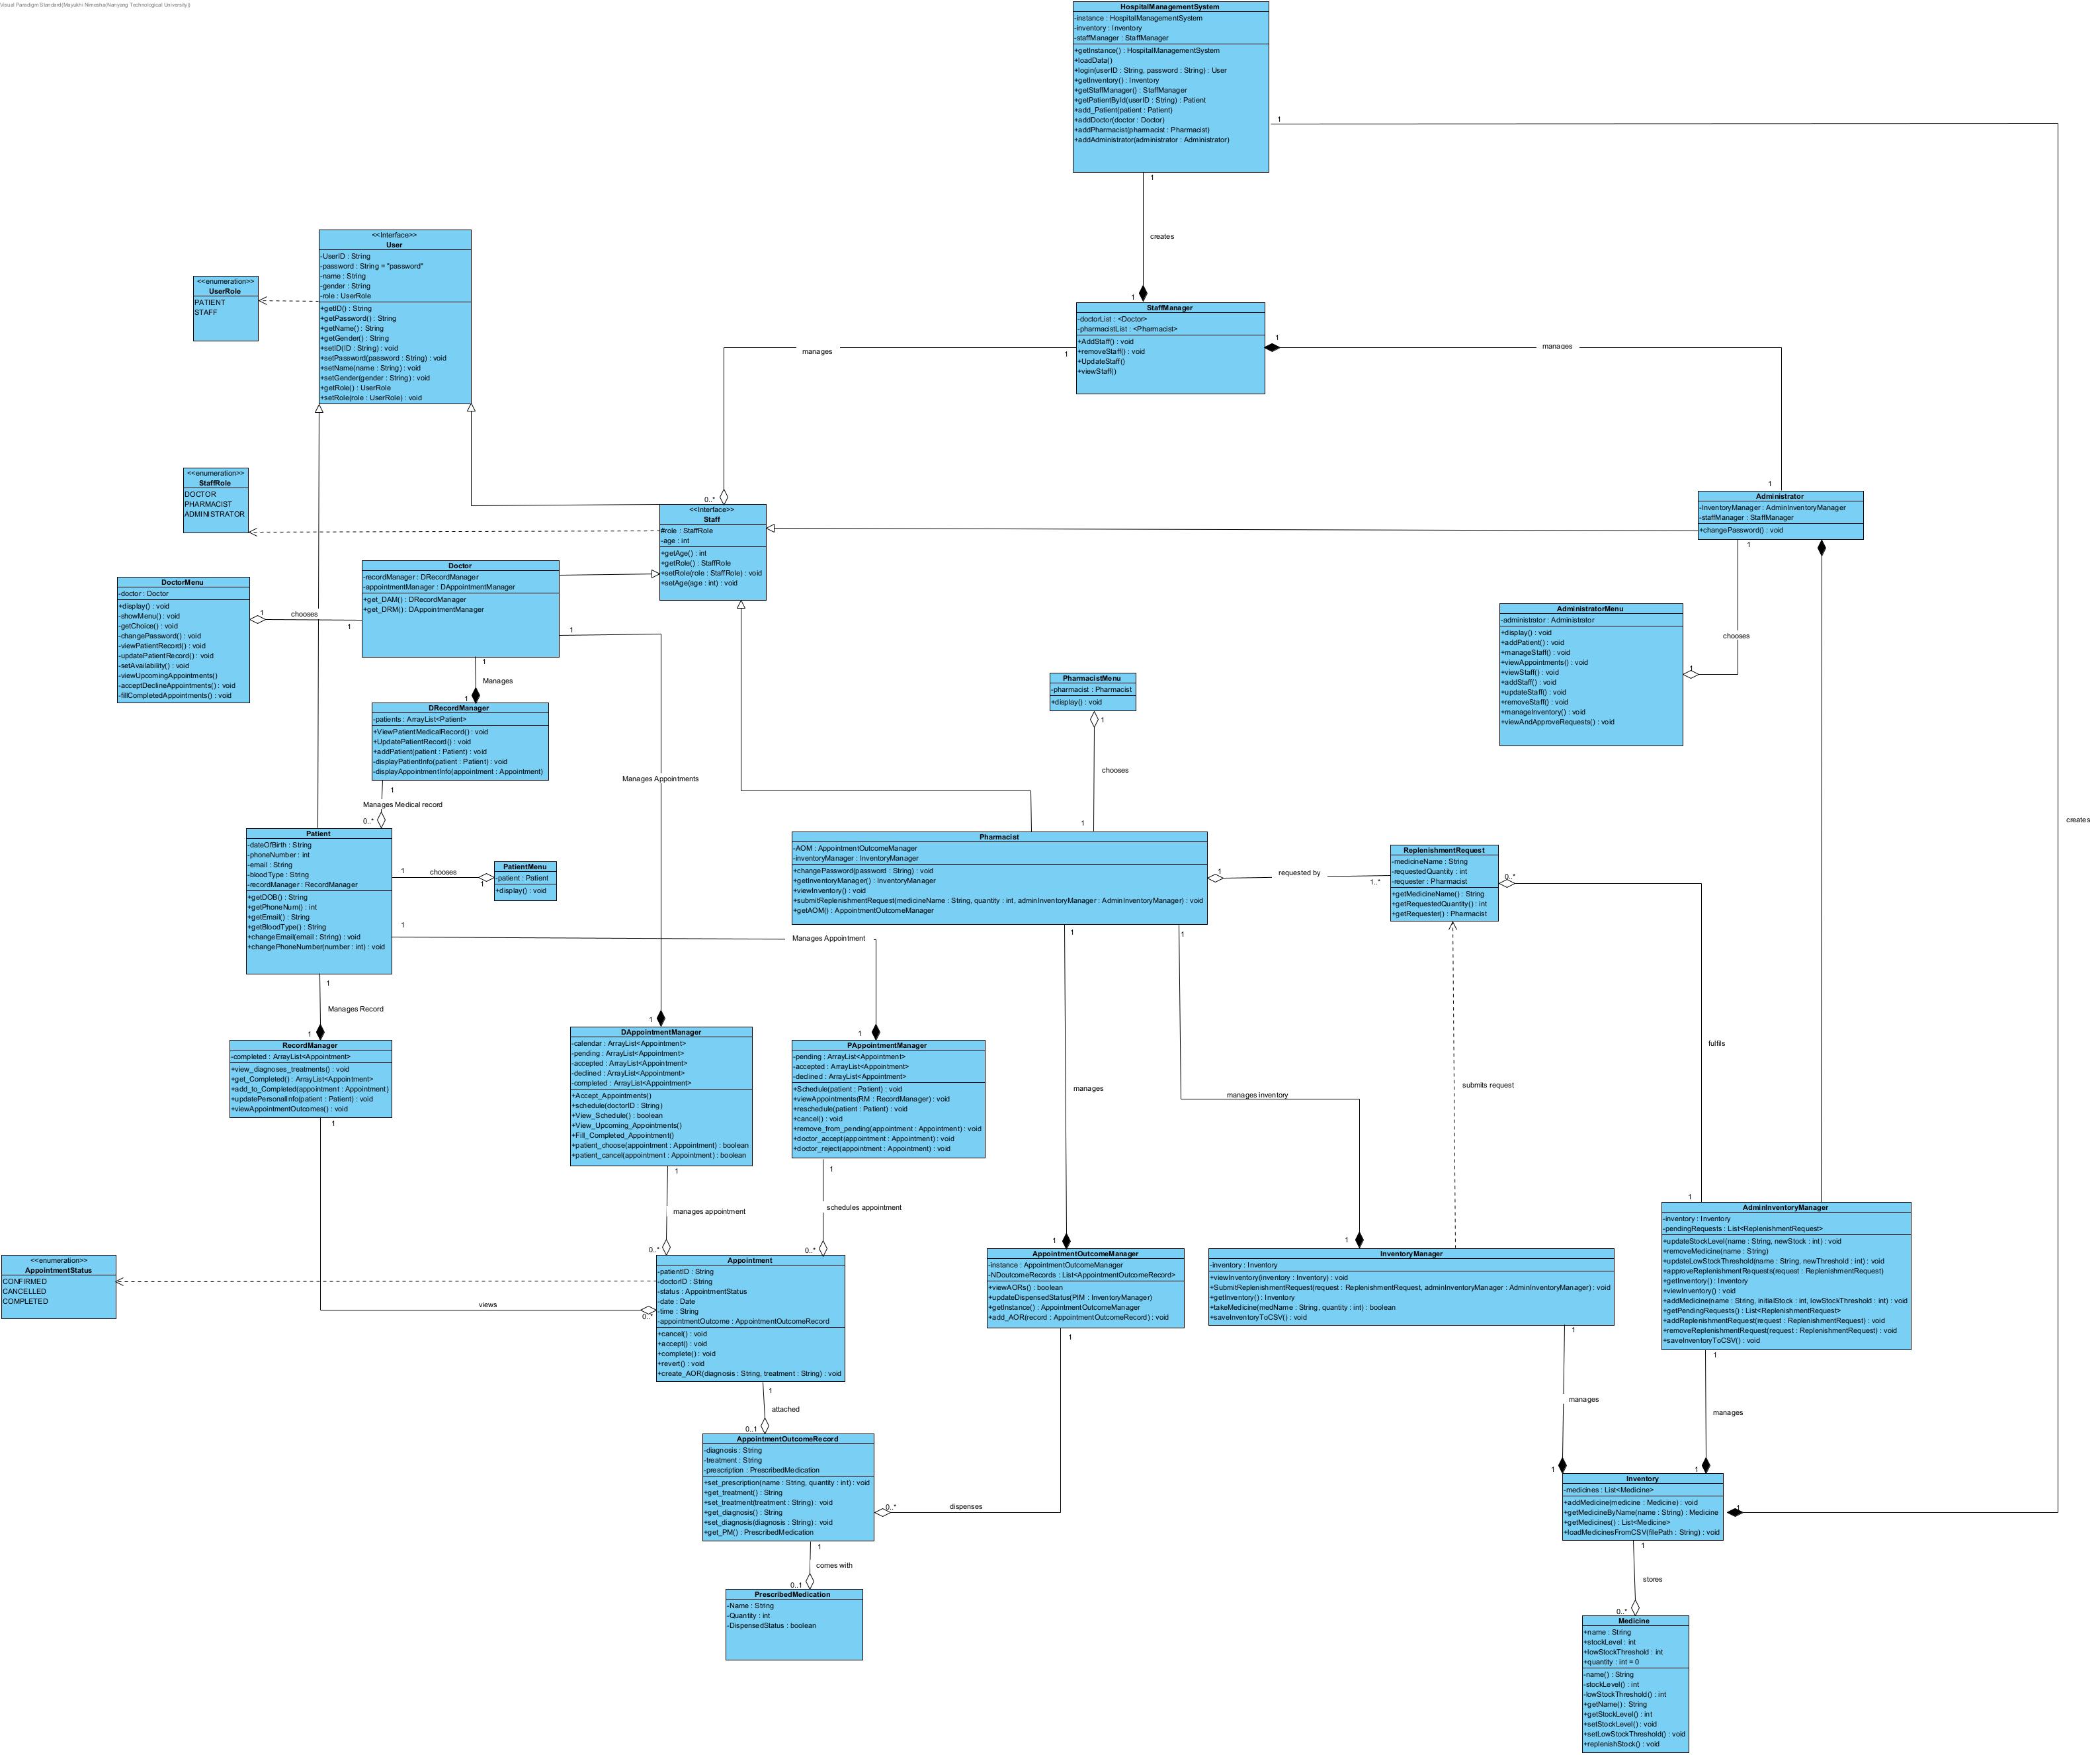 Visual Paradigm Standard(Mayukhi Nimesha(Nanyang Technological University))
HospitalManagementSystem
-instance : HospitalManagementSystem
-inventory : Inventory
-staffManager : StaffManager
+getInstance() : HospitalManagementSystem
+loadData()
+login(userID : String, password : String) : User
+getInventory() : Inventory
+getStaffManager() : StaffManager
+getPatientById(userID : String) : Patient
+add_Patient(patient : Patient)
+addDoctor(doctor : Doctor)
+addPharmacist(pharmacist : Pharmacist)
+addAdministrator(administrator : Administrator)
1
1
creates
1
<<Interface>>
User
-UserID : String
-password : String = "password"
-name : String
-gender : String
-role : UserRole
+getID() : String
+getPassword() : String
+getName() : String
+getGender() : String
+setID(ID : String) : void
+setPassword(password : String) : void
+setName(name : String) : void
+setGender(gender : String) : void
+getRole() : UserRole
+setRole(role : UserRole) : void
<<enumeration>>
UserRole
PATIENT
STAFF
StaffManager
-doctorList : <Doctor>
-pharmacistList : <Pharmacist>
+AddStaff() : void
+removeStaff() : void
+UpdateStaff()
+viewStaff()
manages
1
1
manages
1
0..*
<<enumeration>>
StaffRole
DOCTOR
PHARMACIST
ADMINISTRATOR
<<Interface>>
Staff
#role : StaffRole
-age : int
+getAge() : int
+getRole() : StaffRole
+setRole(role : StaffRole) : void
+setAge(age : int) : void
Administrator
-InventoryManager : AdminInventoryManager
-staffManager : StaffManager
+changePassword() : void
1
chooses
1
DoctorMenu
-doctor : Doctor
+display() : void
-showMenu() : void
-getChoice() : void
-changePassword() : void
-viewPatientRecord() : void
-updatePatientRecord() : void
-setAvailability() : void
-viewUpcomingAppointments()
-acceptDeclineAppointments() : void
-fillCompletedAppointments() : void
1
chooses
1
Doctor
-recordManager : DRecordManager
-appointmentManager : DAppointmentManager
+get_DAM() : DRecordManager
+get_DRM() : DAppointmentManager
1
1
Manages
1
AdministratorMenu
-administrator : Administrator
+display() : void
+addPatient() : void
+manageStaff() : void
+viewAppointments() : void
+viewStaff() : void
+addStaff() : void
+updateStaff() : void
+removeStaff() : void
+manageInventory() : void
+viewAndApproveRequests() : void
DRecordManager
-patients : ArrayList<Patient>
+ViewPatientMedicalRecord() : void
+UpdatePatientRecord() : void
+addPatient(patient : Patient) : void
-displayPatientInfo(patient : Patient) : void
-displayAppointmentInfo(appointment : Appointment)
1
Manages Medical record
0..*
Manages Appointments
PharmacistMenu
-pharmacist : Pharmacist
+display() : void
1
chooses
1
creates
Patient
-dateOfBirth : String
-phoneNumber : int
-email : String
-bloodType : String
-recordManager : RecordManager
+getDOB() : String
+getPhoneNum() : int
+getEmail() : String
+getBloodType() : String
+changeEmail(email : String) : void
+changePhoneNumber(number : int) : void
1
chooses
1
PatientMenu
-patient : Patient
+display() : void
Pharmacist
-AOM : AppointmentOutcomeManager
-inventoryManager : InventoryManager
+changePassword(password : String) : void
+getInventoryManager() : InventoryManager
+viewInventory() : void
+submitReplenishmentRequest(medicineName : String, quantity : int, adminInventoryManager : AdminInventoryManager) : void
+getAOM() : AppointmentOutcomeManager
1
requested by
1..*
ReplenishmentRequest
-medicineName : String
-requestedQuantity : int
-requester : Pharmacist
+getMedicineName() : String
+getRequestedQuantity() : int
+getRequester() : Pharmacist
0..*
1
Manages Appointment
1
1
1
Manages Record
1
1
1
RecordManager
-completed : ArrayList<Appointment>
+view_diagnoses_treatments() : void
+get_Completed() : ArrayList<Appointment>
+add_to_Completed(appointment : Appointment)
+updatePersonalInfo(patient : Patient) : void
+viewAppointmentOutcomes() : void
1
DAppointmentManager
-calendar : ArrayList<Appointment>
-pending : ArrayList<Appointment>
-accepted : ArrayList<Appointment>
-declined : ArrayList<Appointment>
-completed : ArrayList<Appointment>
+Accept_Appointments()
+schedule(doctorID : String)
+View_Schedule() : boolean
+View_Upcoming_Appointments()
+Fill_Completed_Appointment()
+patient_choose(appointment : Appointment) : boolean
+patient_cancel(appointment : Appointment) : boolean
1
manages appointment
0..*
PAppointmentManager
-pending : ArrayList<Appointment>
-accepted : ArrayList<Appointment>
-declined : ArrayList<Appointment>
+Schedule(patient : Patient) : void
+viewAppointments(RM : RecordManager) : void
+reschedule(patient : Patient) : void
+cancel() : void
+remove_from_pending(appointment : Appointment) : void
+doctor_accept(appointment : Appointment) : void
+doctor_reject(appointment : Appointment) : void
1
schedules appointment
0..*
manages
manages inventory
submits request
fulfils
1
1
1
<<enumeration>>
AppointmentStatus
CONFIRMED
CANCELLED
COMPLETED
views
0..*
Appointment
-patientID : String
-doctorID : String
-status : AppointmentStatus
-date : Date
-time : String
-appointmentOutcome : AppointmentOutcomeRecord
+cancel() : void
+accept() : void
+complete() : void
+revert() : void
+create_AOR(diagnosis : String, treatment : String) : void
1
attached
0..1
AppointmentOutcomeManager
-instance : AppointmentOutcomeManager
-NDoutcomeRecords : List<AppointmentOutcomeRecord>
+viewAORs() : boolean
+updateDispensedStatus(PIM : InventoryManager)
+getInstance() : AppointmentOutcomeManager
+add_AOR(record : AppointmentOutcomeRecord) : void
1
InventoryManager
-inventory : Inventory
+viewInventory(inventory : Inventory) : void
+SubmitReplenishmentRequest(request : ReplenishmentRequest, adminInventoryManager : AdminInventoryManager) : void
+getInventory() : Inventory
+takeMedicine(medName : String, quantity : int) : boolean
+saveInventoryToCSV() : void
1
manages
1
AdminInventoryManager
-inventory : Inventory
-pendingRequests : List<ReplenishmentRequest>
+updateStockLevel(name : String, newStock : int) : void
+removeMedicine(name : String)
+updateLowStockThreshold(name : String, newThreshold : int) : void
+approveReplenishmentRequests(request : ReplenishmentRequest)
+getInventory() : Inventory
+viewInventory() : void
+addMedicine(name : String, initialStock : int, lowStockThreshold : int) : void
+getPendingRequests() : List<ReplenishmentRequest>
+addReplenishmentRequest(request : ReplenishmentRequest) : void
+removeReplenishmentRequest(request : ReplenishmentRequest) : void
+saveInventoryToCSV() : void
1
manages
1
AppointmentOutcomeRecord
-diagnosis : String
-treatment : String
-prescription : PrescribedMedication
+set_prescription(name : String, quantity : int) : void
+get_treatment() : String
+set_treatment(treatment : String) : void
+get_diagnosis() : String
+set_diagnosis(diagnosis : String) : void
+get_PM() : PrescribedMedication
0..*
dispenses
1
comes with
0..1
Inventory
-medicines : List<Medicine>
+addMedicine(medicine : Medicine) : void
+getMedicineByName(name : String) : Medicine
+getMedicines() : List<Medicine>
+loadMedicinesFromCSV(filePath : String) : void
1
1
stores
0..*
PrescribedMedication
-Name : String
-Quantity : int
-DispensedStatus : boolean
Medicine
+name : String
+stockLevel : int
+lowStockThreshold : int
+quantity : int = 0
-name() : String
-stockLevel() : int
-lowStockThreshold() : int
+getName() : String
+getStockLevel() : int
+setStockLevel() : void
+setLowStockThreshold() : void
+replenishStock() : void